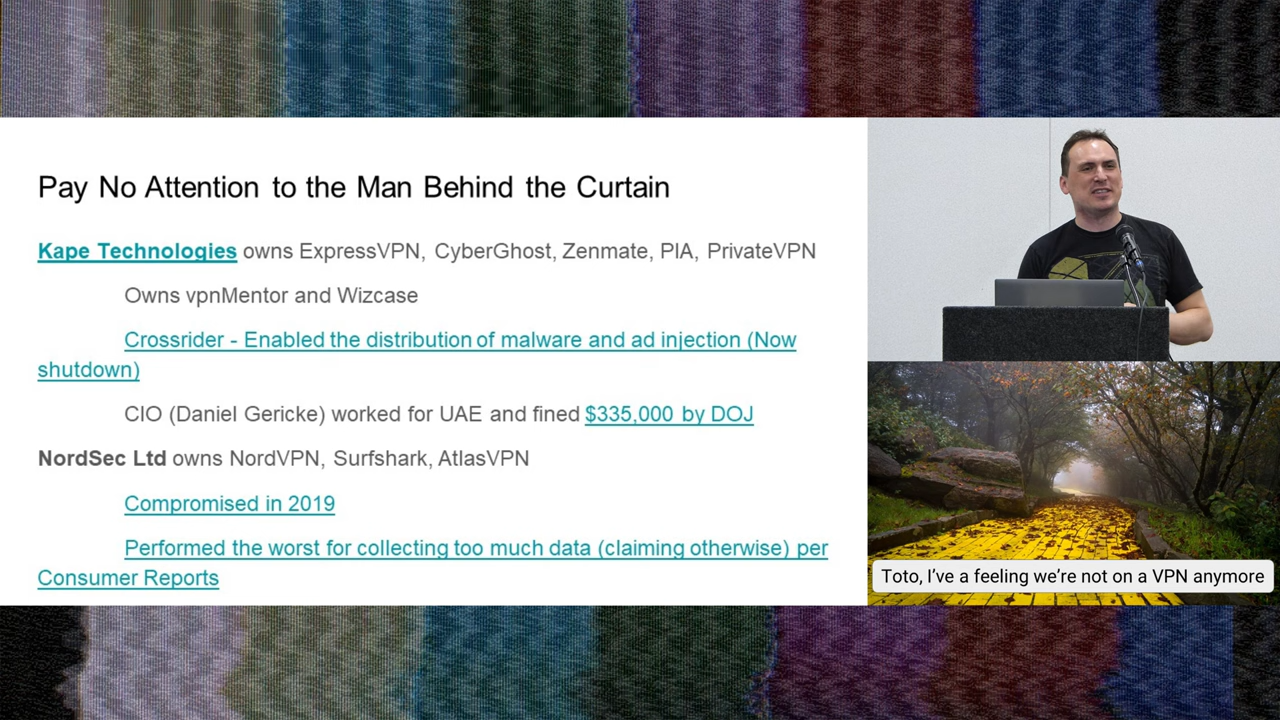 Pay No Attention to the Man Behind the Curtain
Kape Technologies owns ExpressVPN, CyberGhost, Zenmate, PIA, PrivateVPN
Owns vpnMentor and Wizcase
Crossrider - Enabled the distribution of malware and ad injection (Now
shutdown)
CIO (Daniel Gericke) worked for UAE and fined $335,000 by DOJ
NordSec Ltd owns NordVPN, Surfshark, AtlasVPN
Compromised in 2019
Performed the worst for collecting too much data (claiming otherwise) per
Consumer Reports
Toto, I’ve a feeling we’re not on a VPN anymore